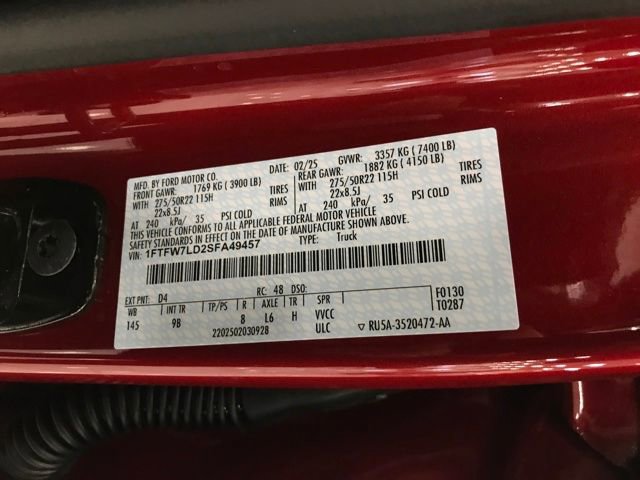 MFD. BY FORD MOTOR CO. 02/25 GVWR: 3357 KG ( 7400 LB)
FRONT GAWR: 1769 KG ( 3900 LB) REAR GAWR: 1882 KG ( 4150 LB)
WITH 275/50R22 115H TIRES WITH 275/50R22 115H TIRES
22x8.5J RIMS 22x8.5J RIMS
AT 240 kPa/ 35 PSI COLD AT 240 kPa/ 35 PSI COLD
THIS VEHICLE CONFORMS TO ALL APPLICABLE FEDERAL MOTOR VEHICLE
SAFETY STANDARDS IN EFFECT ON THE DATE OF MANUFACTURE SHOWN ABOVE.
VIN: 1FTFW7LD2SFA49457 TYPE: Truck
F0130
T0287
EXT PNT: D4 RC: 48 DSO:
WB INT TR TP/PS R AXLE TR SPR
145 9B 8 L6 H VVCC
2202502030928 ULC ▽ RU5A-3520472-AA